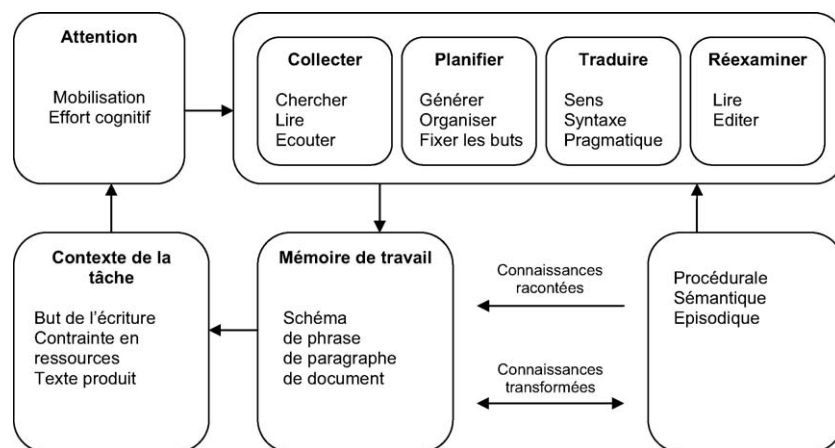 Attention
Mobilisation
Effort cognitif
Collecter
Chercher
Lire
Ecouter
Planifier
Générer
Organiser
Fixer les buts
Traduire
Sens
Syntaxe
Pragmatique
Réexaminer
Lire
Editer
Contexte de la
tâche
But de l'écriture
Contrainte en
ressources
Texte produit
Mémoire de travail
Schéma
de phrase
de paragraphe
de document
Connaissances
racontées
Connaissances
transformées
Procédurale
Sémantique
Episodique